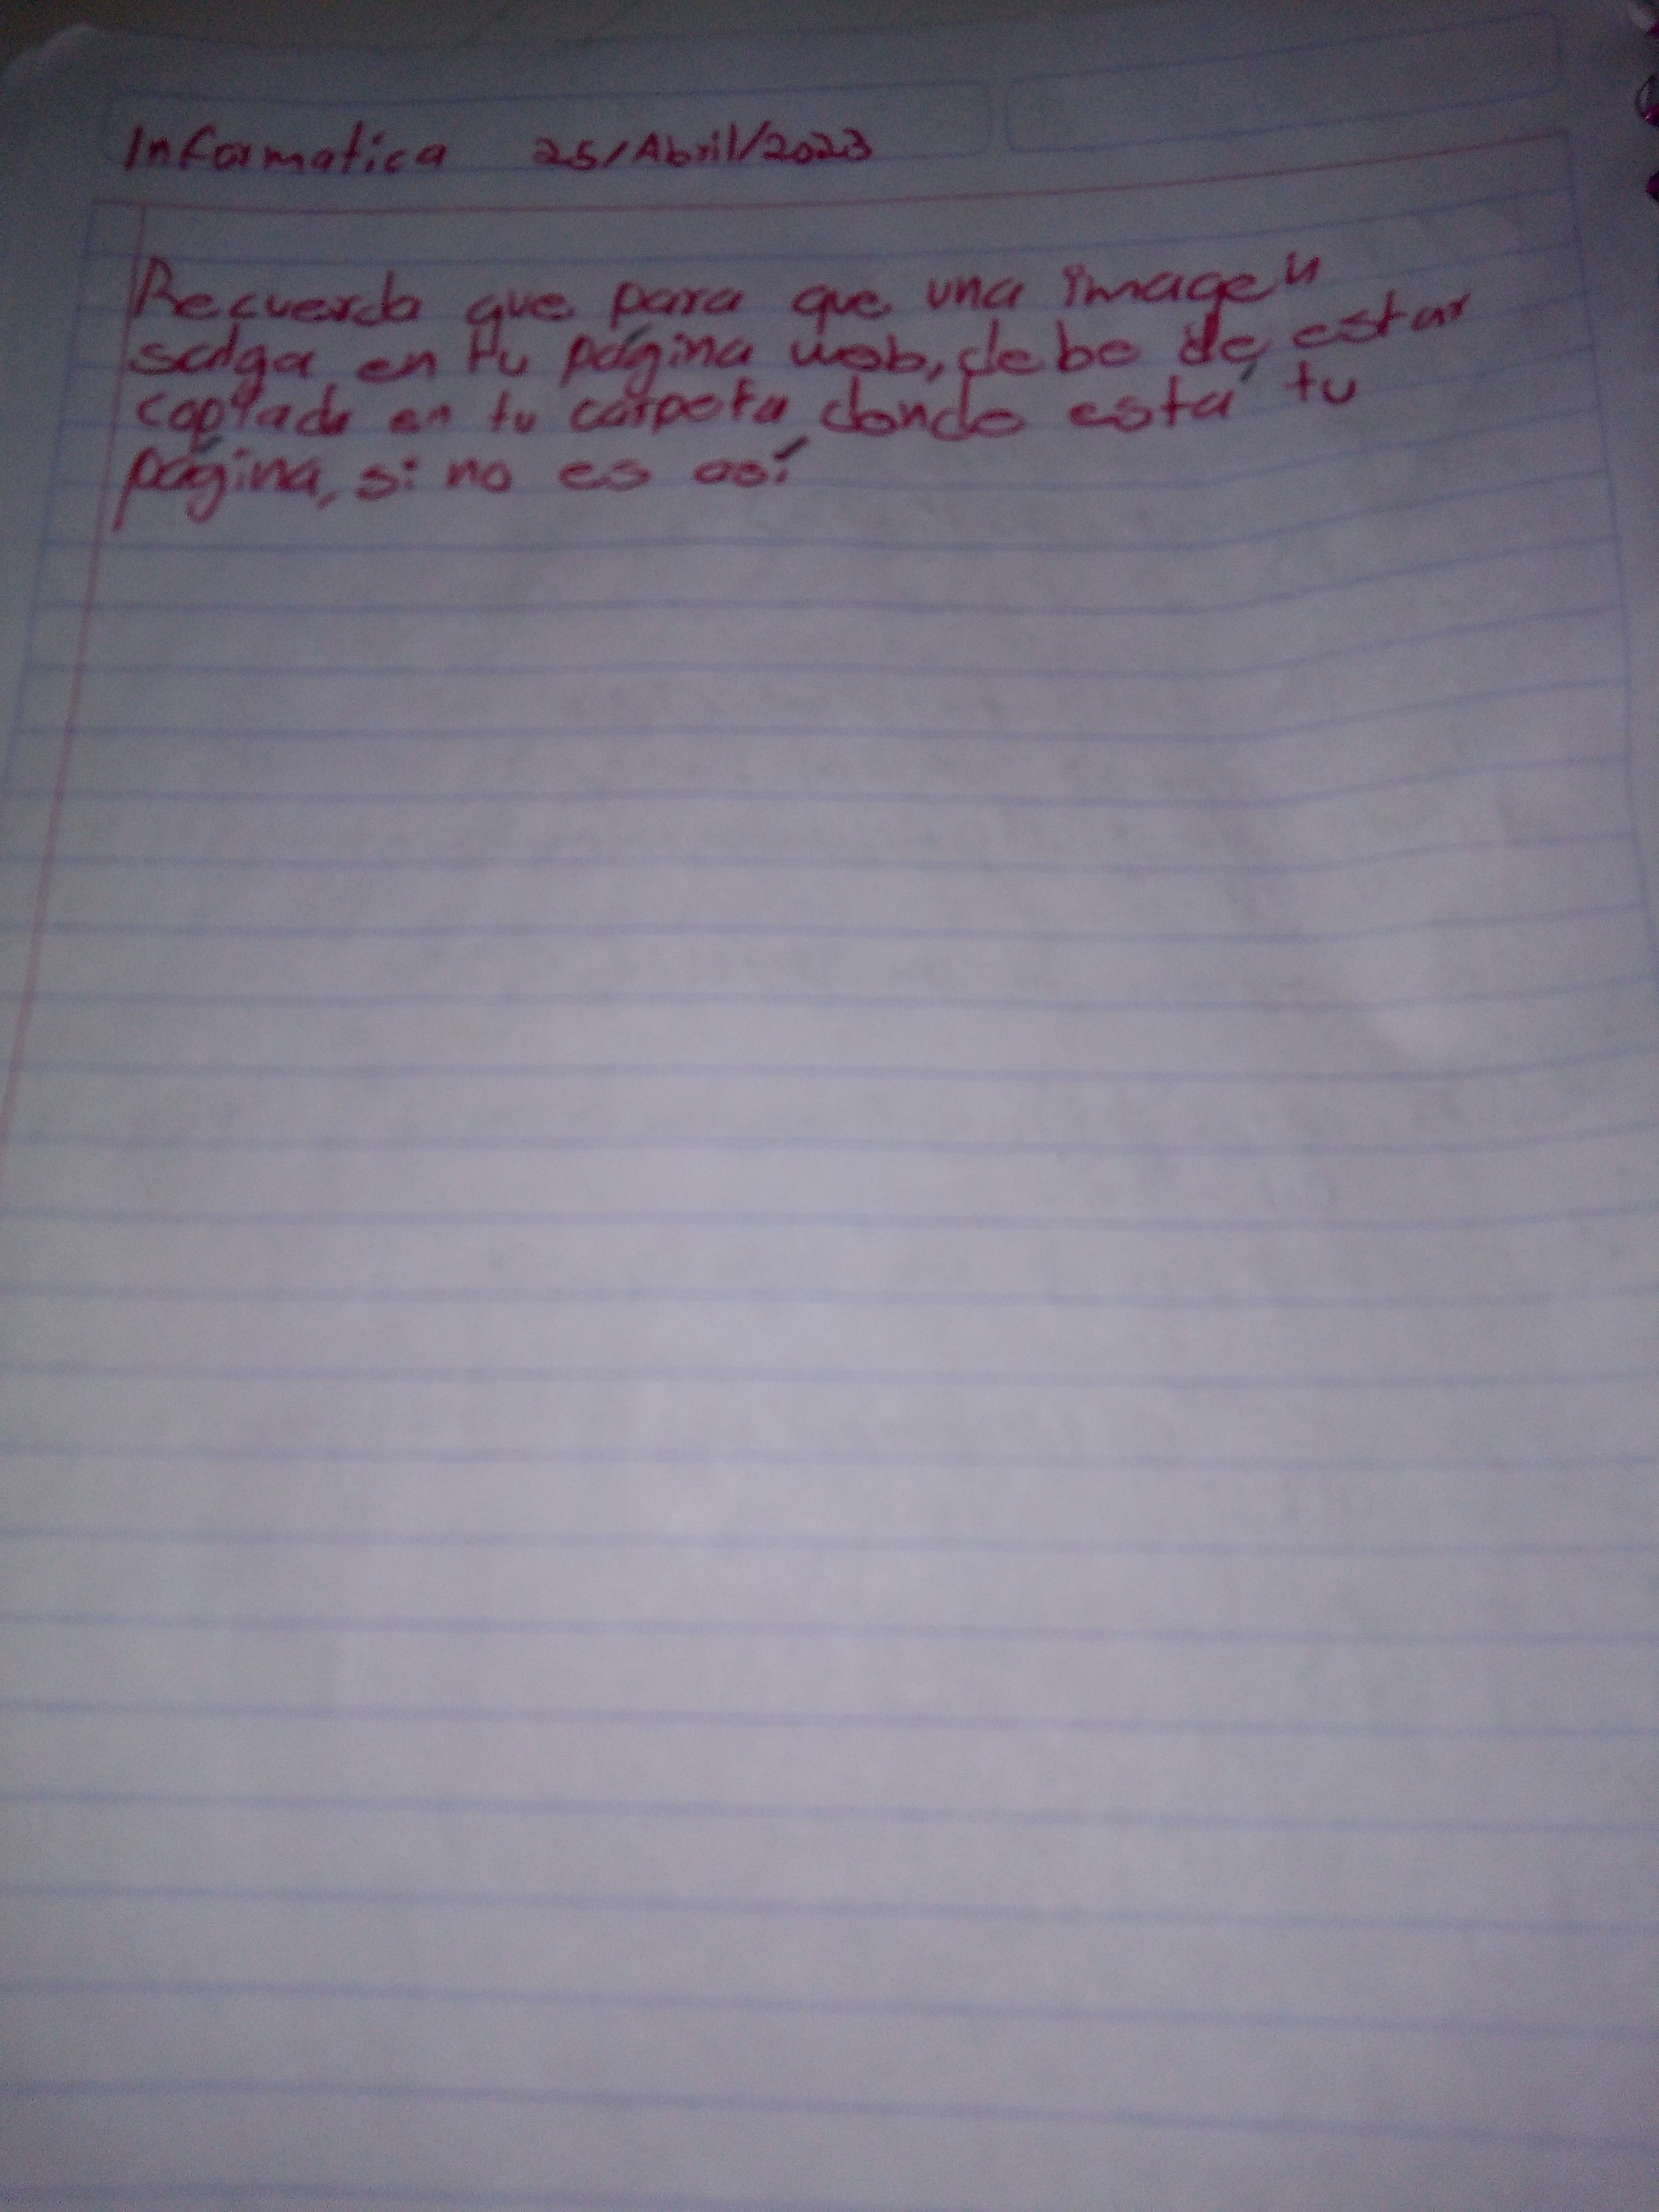 Informatica 25/Abril/2023
Recuerda que para que una imagen
salga en tu página web, debe de estar
copiada en tu carpeta donde está tu
página, si no es así